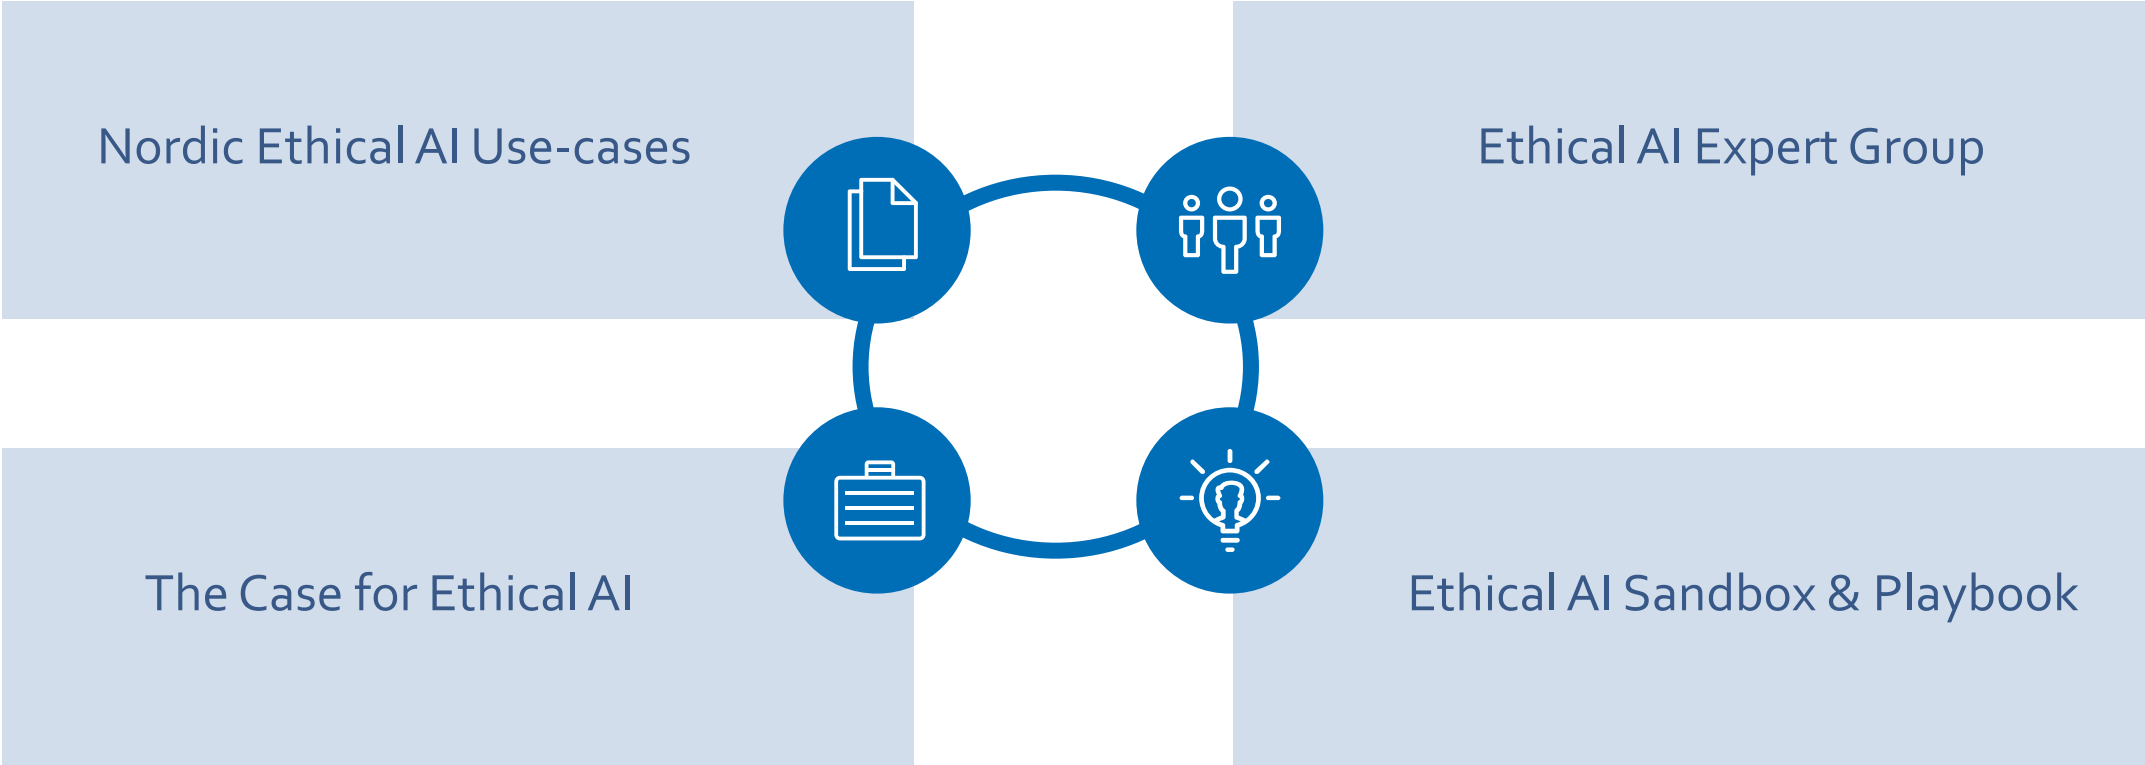 Nordic Ethical AI Use-cases
Ethical AI Expert Group
The Case for Ethical AI
Ethical AI Sandbox & Playbook